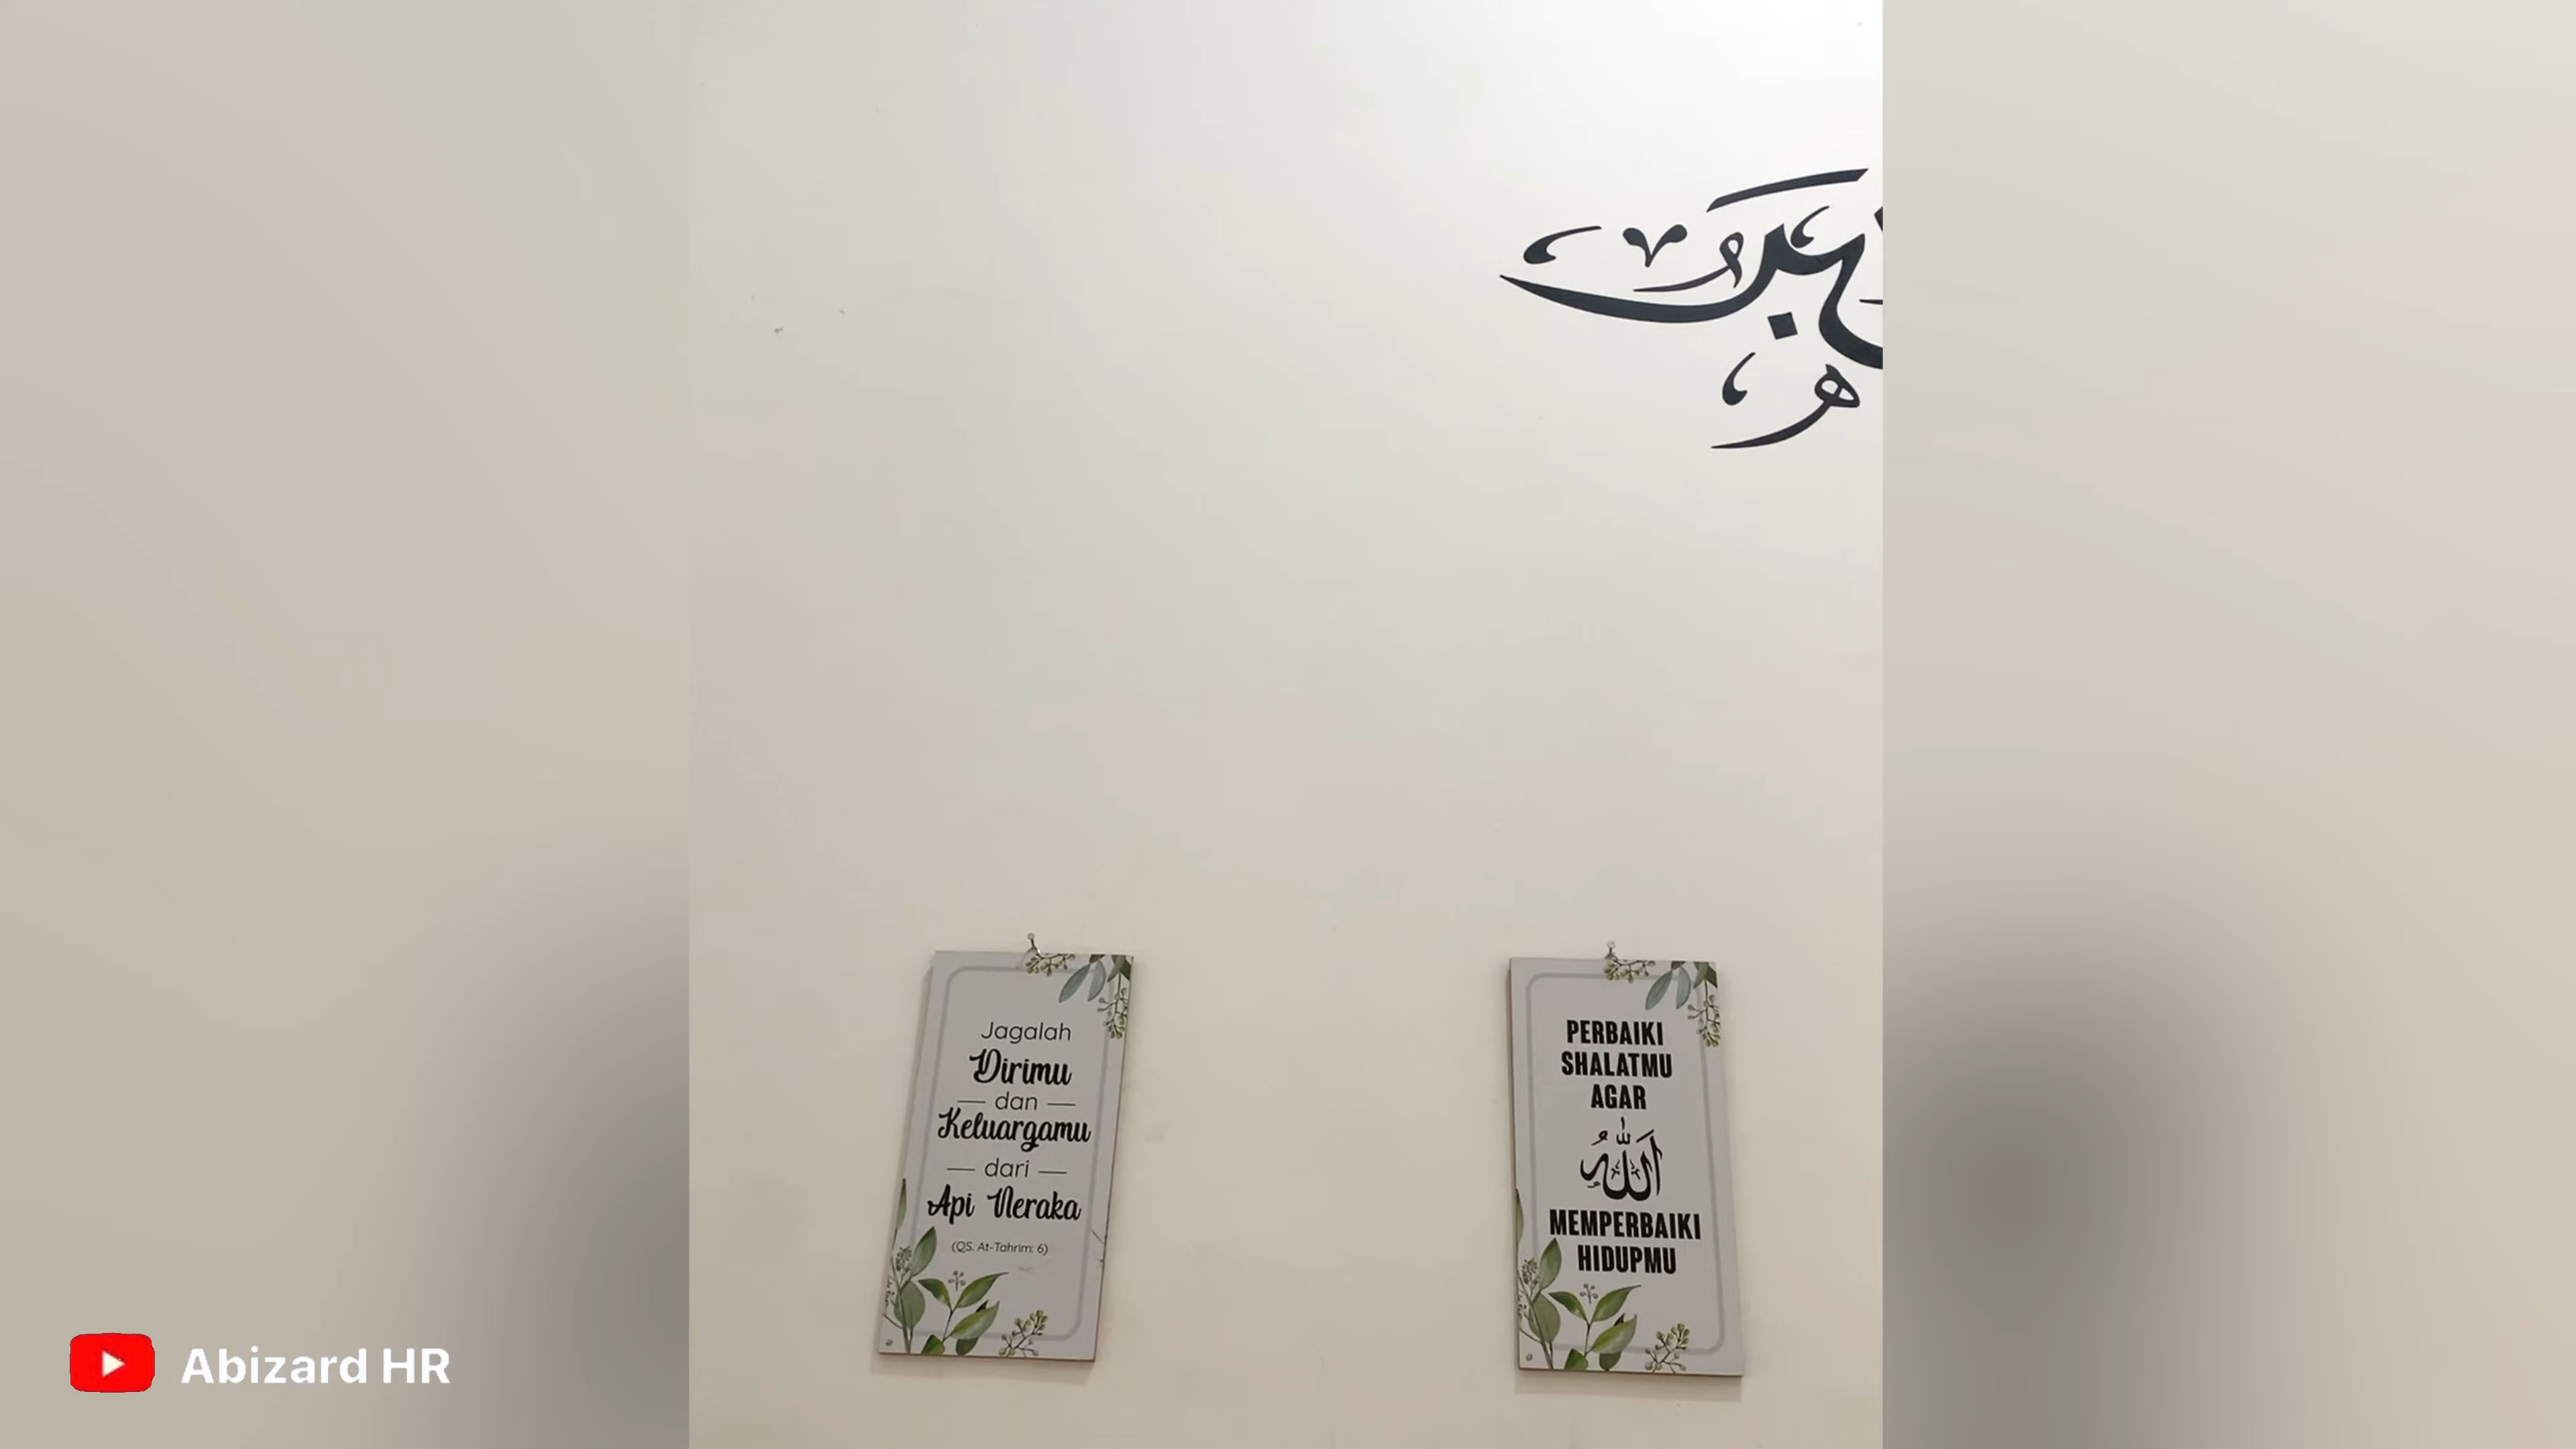 Jagalah
Dirimu
dan
Keluargamu
dari
Api Neraka
(QS. At-Tahrim: 6)
PERBAIKI
SHALATMU
AGAR
اللهُ
MEMPERBAIKI
HIDUPMU
Abizard HR